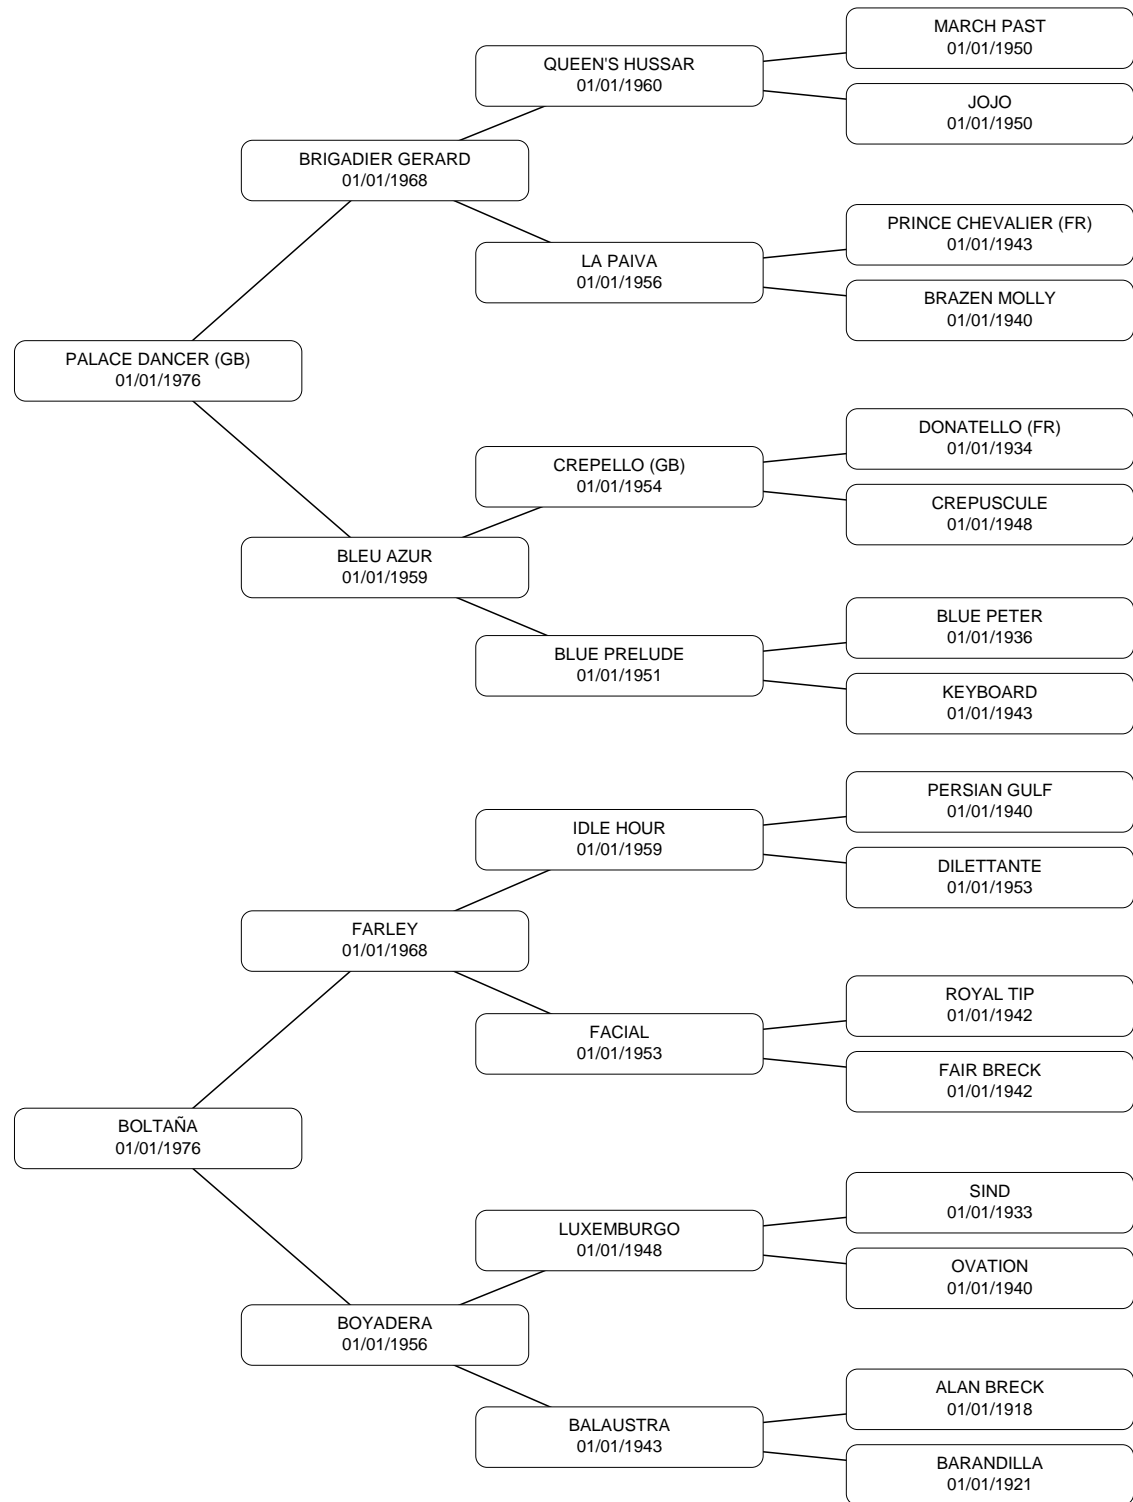 MARCH PAST
01/01/1950
QUEEN'S HUSSAR
01/01/1960
JOJO
01/01/1950
BRIGADIER GERARD
01/01/1968
PRINCE CHEVALIER (FR)
01/01/1943
LA PAIVA
01/01/1956
BRAZEN MOLLY
01/01/1940
PALACE DANCER (GB)
01/01/1976
DONATELLO (FR)
01/01/1934
CREPELLO (GB)
01/01/1954
CREPUSCULE
01/01/1948
BLEU AZUR
01/01/1959
BLUE PETER
01/01/1936
BLUE PRELUDE
01/01/1951
KEYBOARD
01/01/1943
PERSIAN GULF
01/01/1940
IDLE HOUR
01/01/1959
DILETTANTE
01/01/1953
FARLEY
01/01/1968
ROYAL TIP
01/01/1942
FACIAL
01/01/1953
FAIR BRECK
01/01/1942
BOLTAÑA
01/01/1976
SIND
01/01/1933
LUXEMBURGO
01/01/1948
OVATION
01/01/1940
BOYADERA
01/01/1956
ALAN BRECK
01/01/1918
BALAUSTRA
01/01/1943
BARANDILLA
01/01/1921